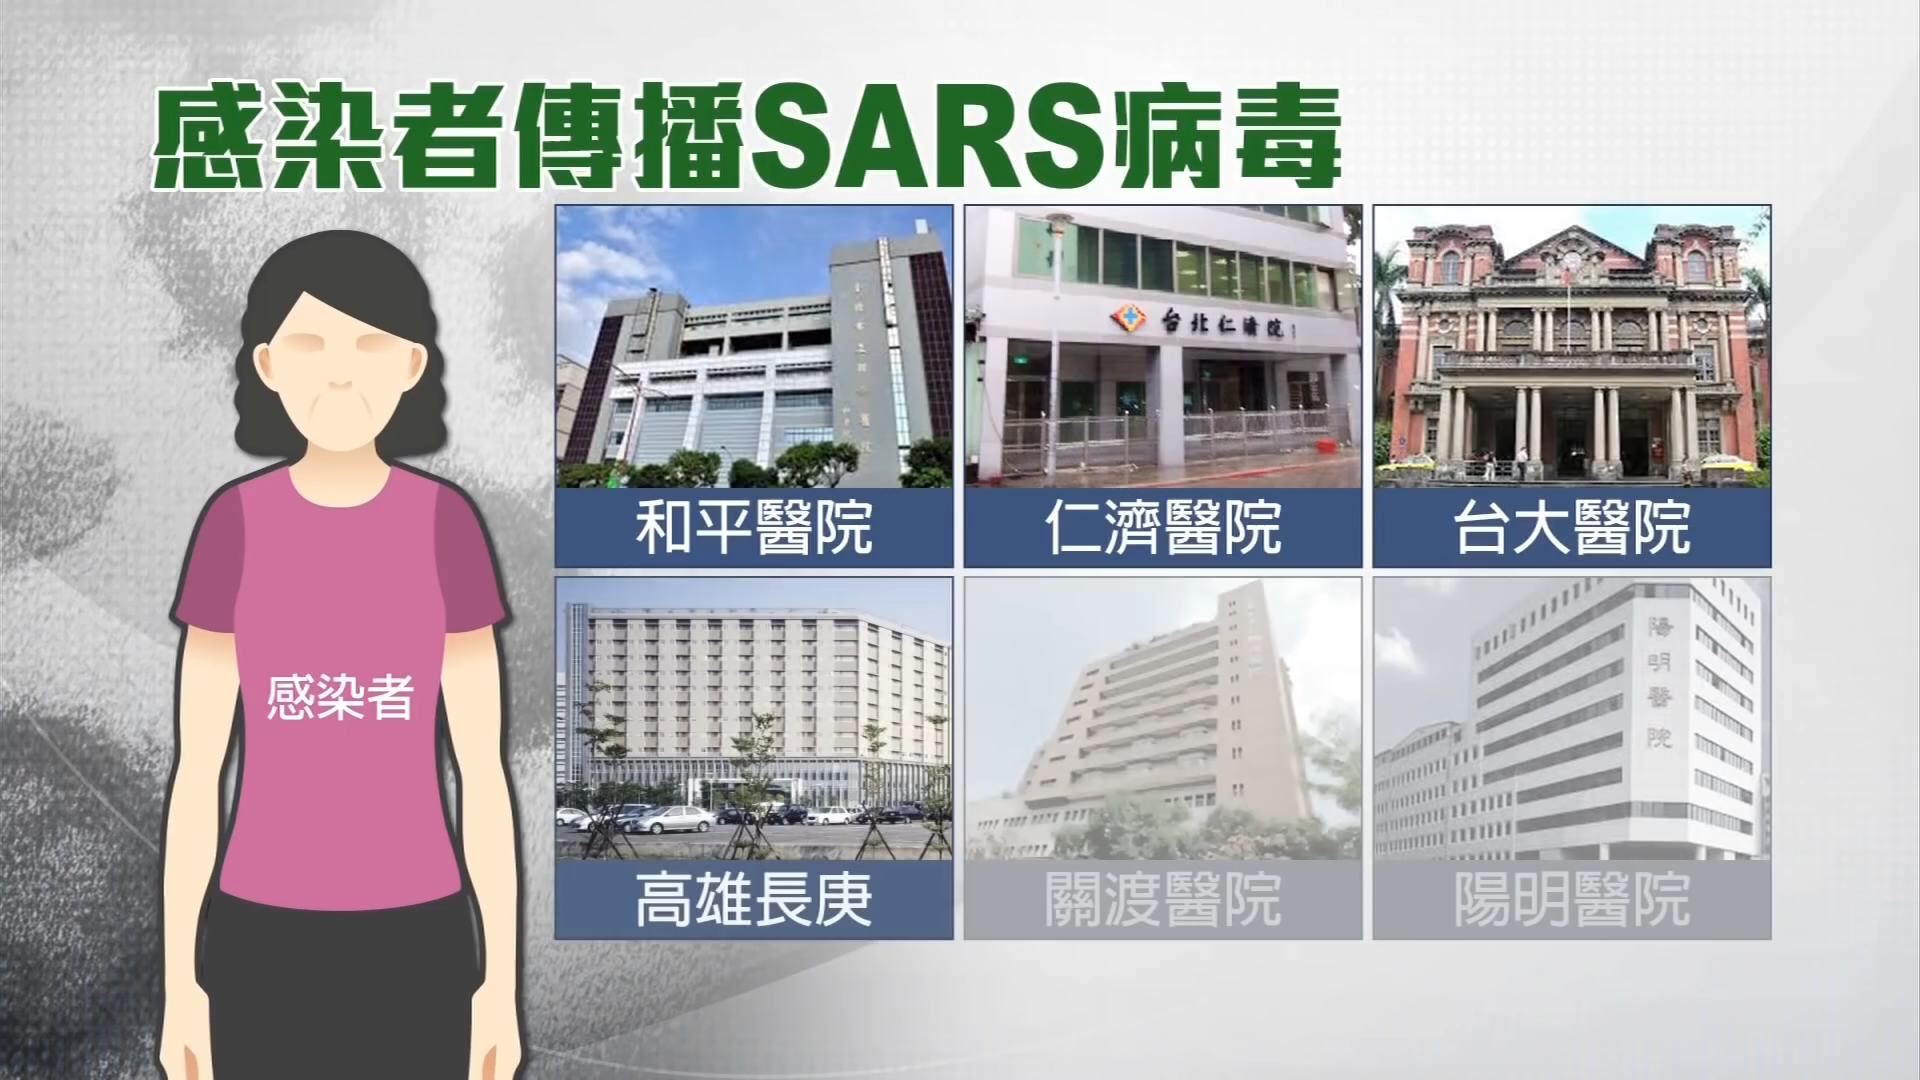 感染者傳播SARS病毒
台北仁濟院
和平醫院
仁濟醫院
台大醫院
感染者
陽明醫院
高雄長庚
關渡醫院
陽明醫院